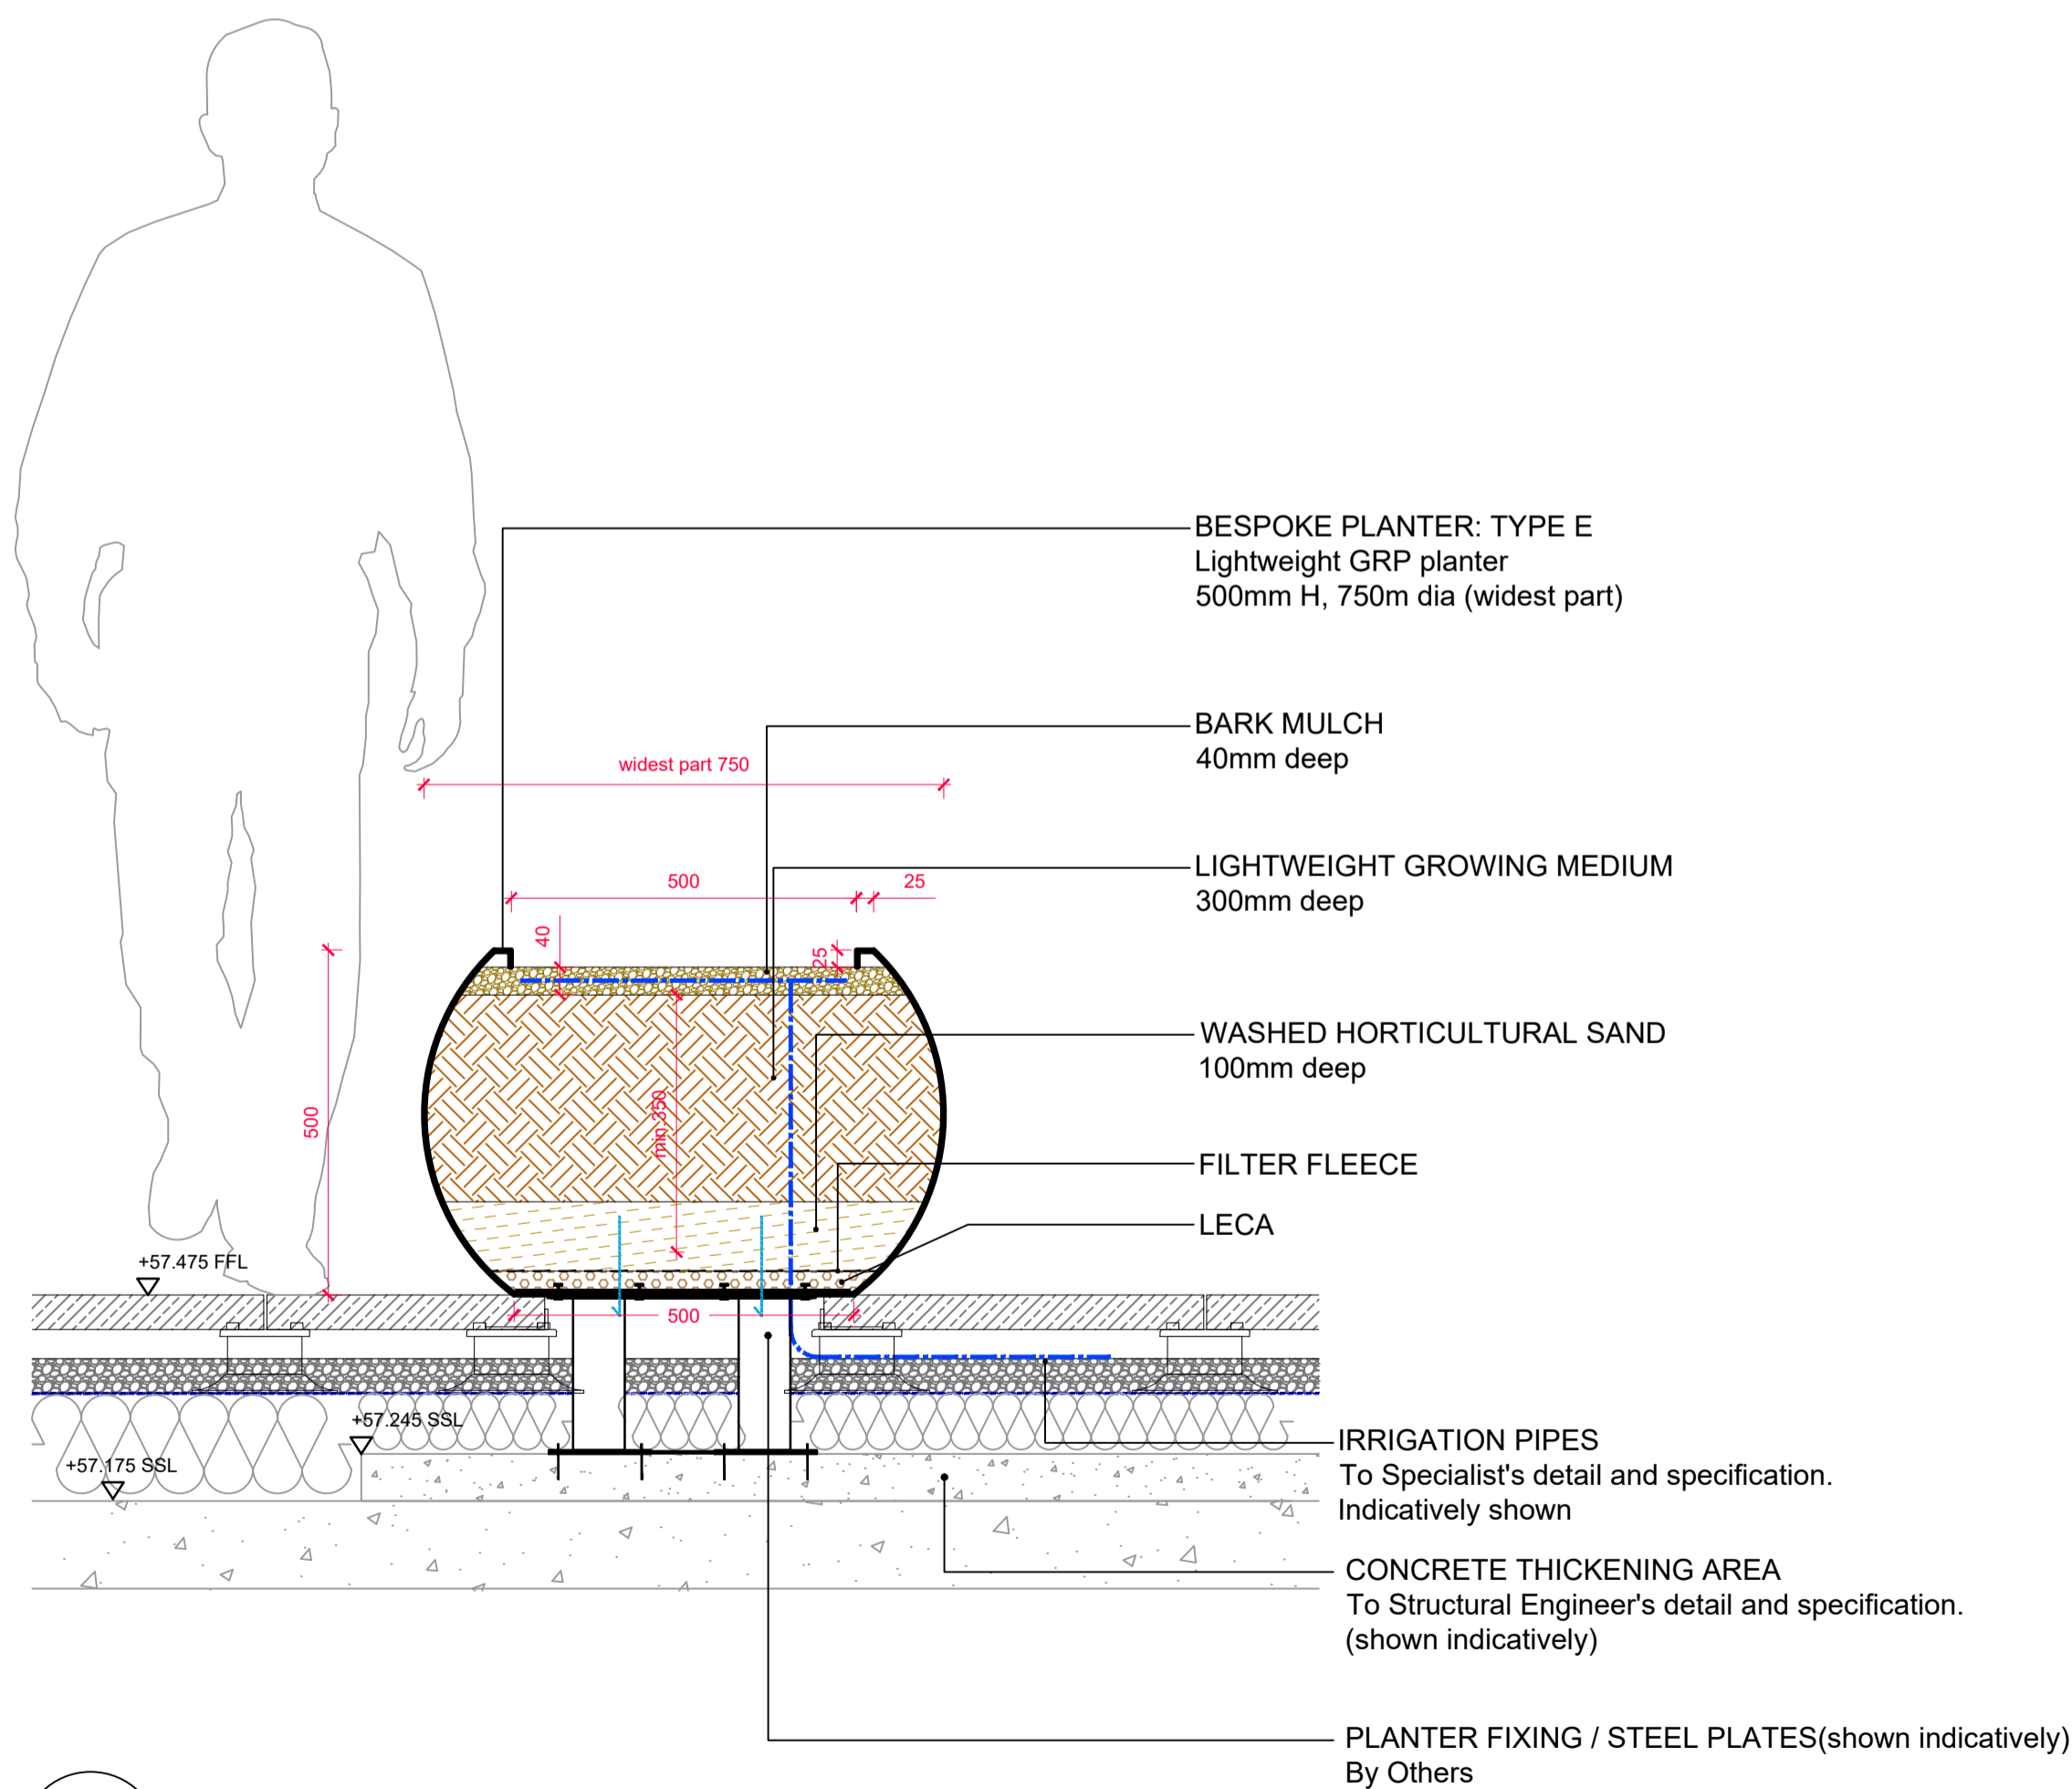 BESPOKE PLANTER: TYPE E
Lightweight GRP planter
500mm H, 750m dia (widest part)
BARK MULCH
40mm deep
widest part 750
LIGHTWEIGHT GROWING MEDIUM
300mm deep
500
25
40
25
WASHED HORTICULTURAL SAND
100mm deep
500
min.350
FILTER FLEECE
LECA
+57.475 FFL
500
+57.245 SSL
+57.175 SSL
IRRIGATION PIPES
To Specialist's detail and specification.
Indicatively shown
CONCRETE THICKENING AREA
To Structural Engineer's detail and specification.
(shown indicatively)
PLANTER FIXING / STEEL PLATES(shown indicatively)
By Others